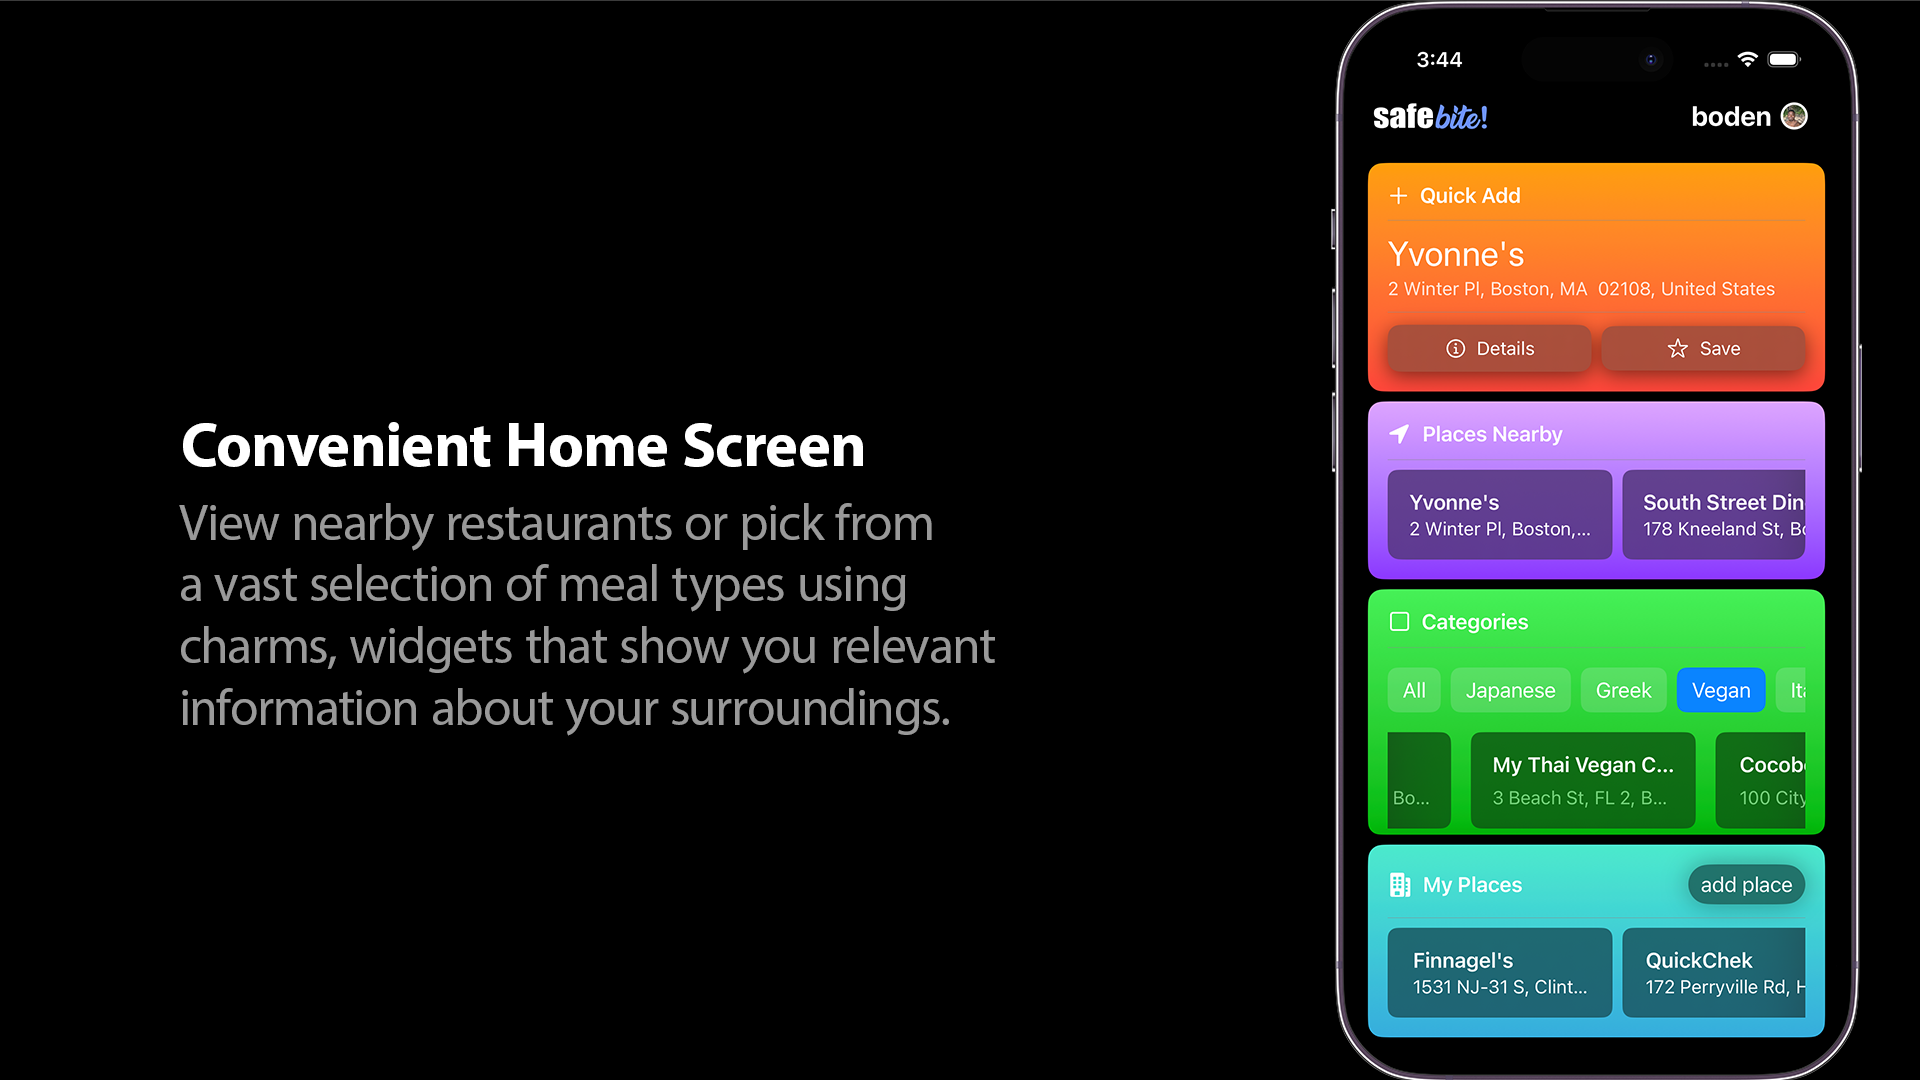 Convenient Home Screen
View nearby restaurants or pick from
a vast selection of meal types using
charms, widgets that show you relevant
information about your surroundings.
3:44
safebite!
boden
Quick Add
Yvonne's
2 Winter Pl, Boston, MA  02108, United States
Details
Save
Places Nearby
Yvonne's
2 Winter Pl, Boston,...
South Street Din
178 Kneeland St, Bo
Categories
All
Japanese
Greek
Vegan
Ita
Bo...
My Thai Vegan C...
3 Beach St, FL 2, B...
Cocob
100 City
My Places
add place
Finnagel's
1531 NJ-31 S, Clint...
QuickChek
172 Perryville Rd, H